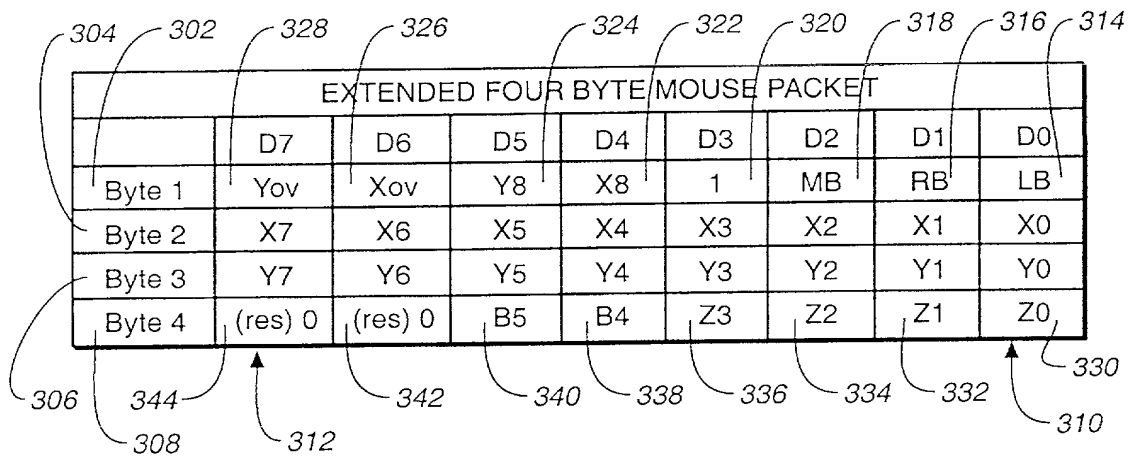 304 302 328 326 324 322 320 318 316 314
EXTENDED FOUR BYTE MOUSE PACKET
D7 D6 D5 D4 D3 D2 D1 D0
Byte 1 Yov Xov Y8 X8 1 MB RB LB
Byte 2 X7 X6 X5 X4 X3 X2 X1 X0
Byte 3 Y7 Y6 Y5 Y4 Y3 Y2 Y1 Y0
Byte 4 (res) 0 (res) 0 B5 B4 Z3 Z2 Z1 Z0
306 344 342 340 338 336 334 332 330
308 312 310